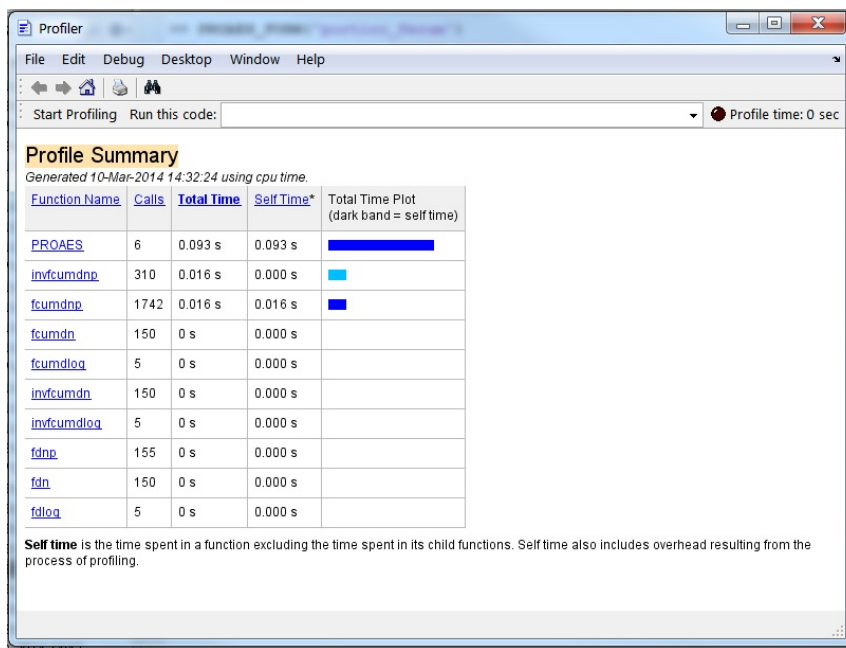 Profiler
File Edit Debug Desktop Window Help
Start Profiling Run this code: Profile time: 0 sec
Profile Summary
Generated 10-Mar-2014 14:32:24 using cpu time.
Function Name Calls Total Time Self Time* Total Time Plot
(dark band = self time)
PROAES 6 0.093 s 0.093 s
invfcumdnp 310 0.016 s 0.000 s
fcumdnp 1742 0.016 s 0.016 s
fcumdn 150 0 s 0.000 s
fcumdlog 5 0 s 0.000 s
invfcumdn 150 0 s 0.000 s
invfcumdlog 5 0 s 0.000 s
fdnp 155 0 s 0.000 s
fdn 150 0 s 0.000 s
fdlog 5 0 s 0.000 s
Self time is the time spent in a function excluding the time spent in its child functions. Self time also includes overhead resulting from the
process of profiling.